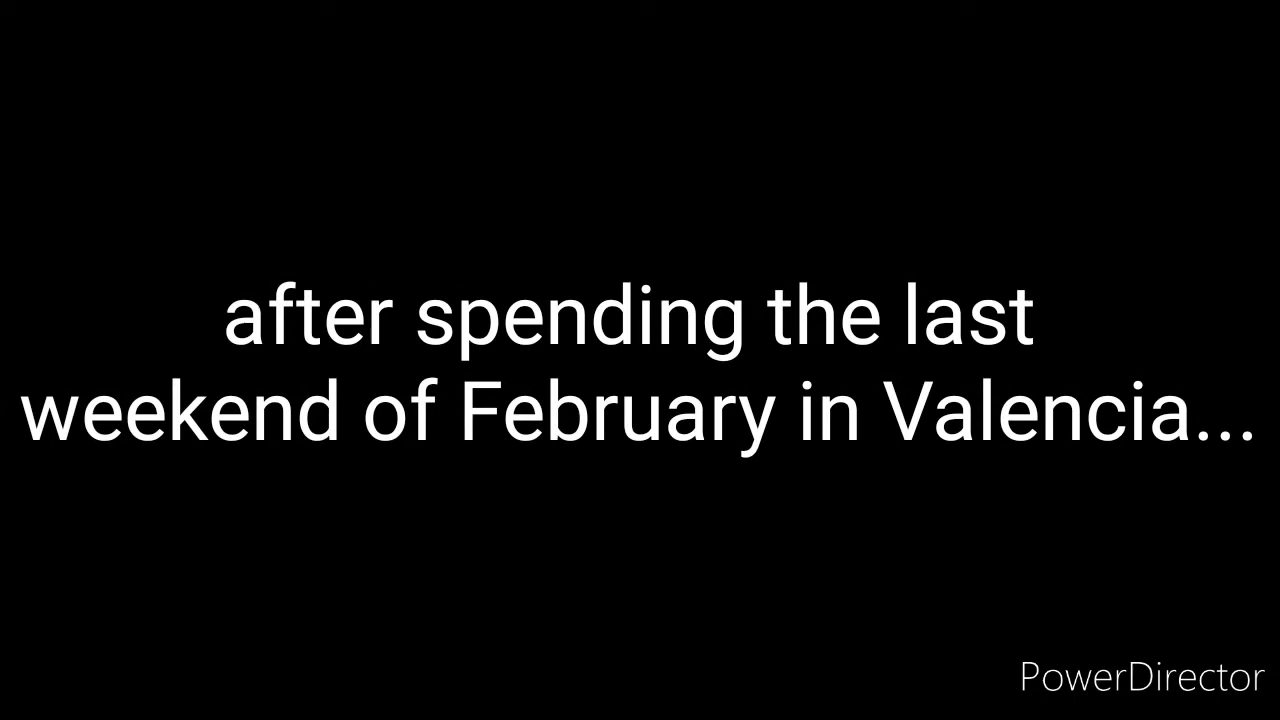 after spending the last
weekend of February in Valencia...
PowerDirector